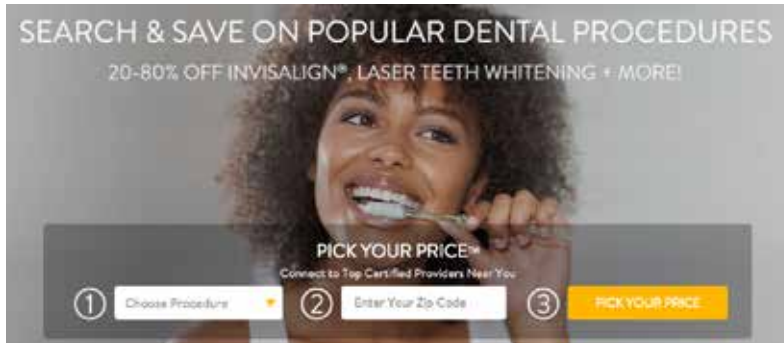 SEARCH & SAVE ON POPULAR DENTAL PROCEDURES
20-80% OFF INVISALIGN®, LASER TEETH WHITENING + MORE!
PICK YOUR PRICE™
Connect to Top Certified Providers Near You
1 Choose Procedure 2 Enter Your Zip Code 3 PICK YOUR PRICE